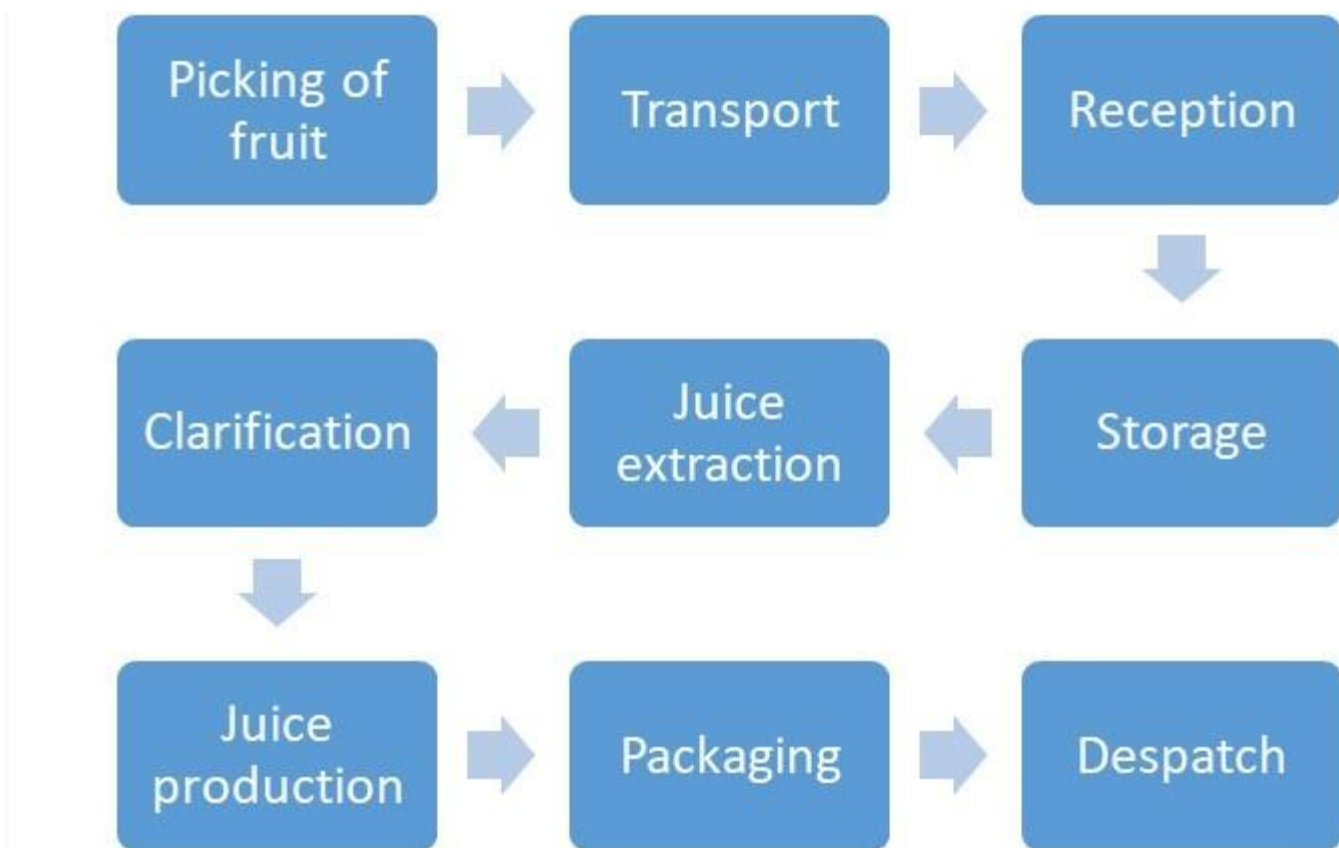 Picking of
fruit
Transport
Reception
Storage
Juice
extraction
Clarification
Juice
production
Packaging
Despatch